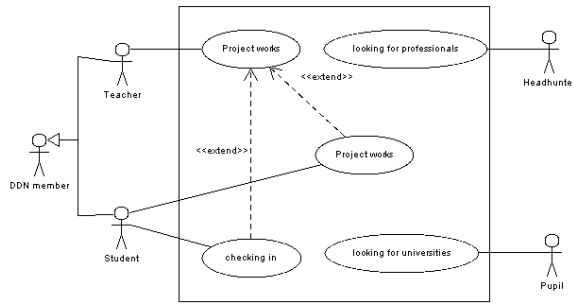 Project works
looking for professionals
Teacher
Headhunte
<<extend>>
<<extend>>
Project works
DDN member
Student
checking in
looking for universities
Pupil